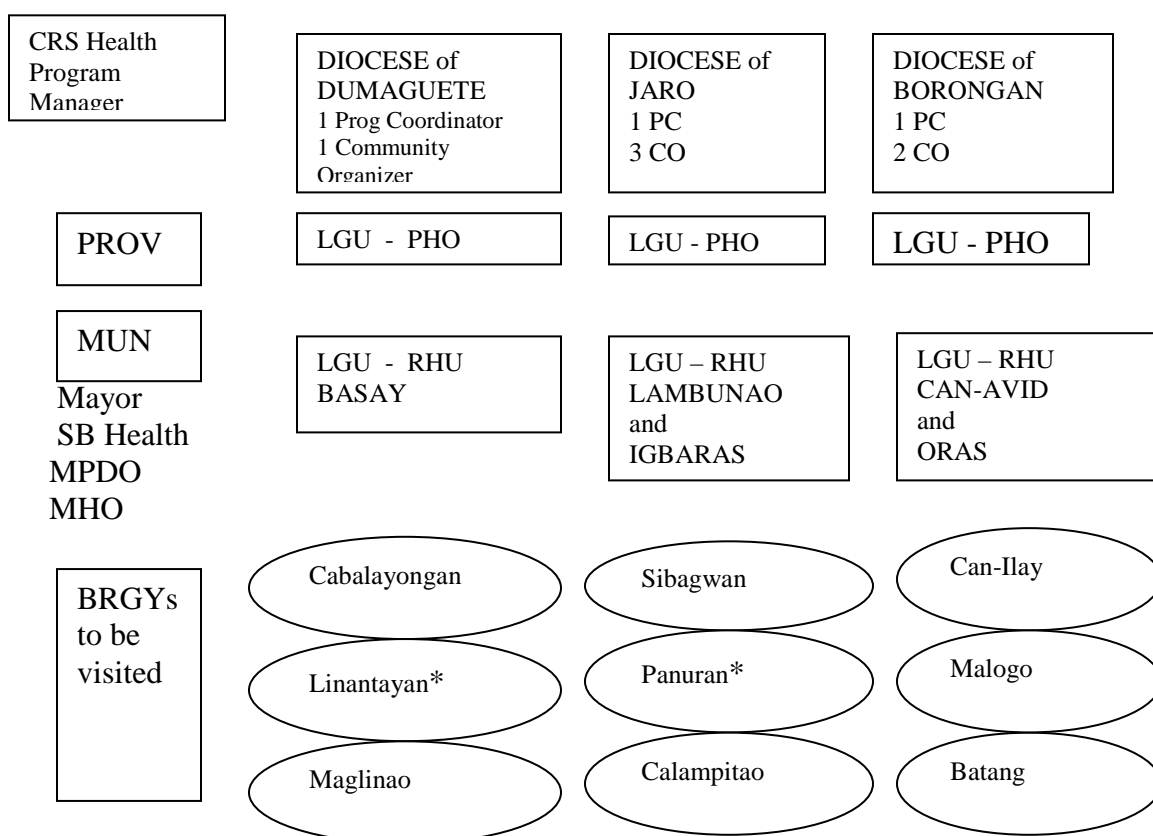 CRS Health
Program
Manager
DIOCESE of
DUMAGUETE
1 Prog Coordinator
1 Community
Organizer
DIOCESE of
JARO
1 PC
3 CO
DIOCESE of
BORONGAN
1 PC
2 CO
PROV
LGU - PHO
LGU - PHO
LGU - PHO
MUN
Mayor
SB Health
MPDO
MHO
LGU - RHU
BASAY
LGU – RHU
LAMBUNAO
and
IGBARAS
LGU – RHU
CAN-AVID
and
ORAS
BRGYs
to be
visited
Cabalayongan
Sibagwan
Can-Ilay
Linantayan*
Panuran*
Malogo
Maglinao
Calampitao
Batang